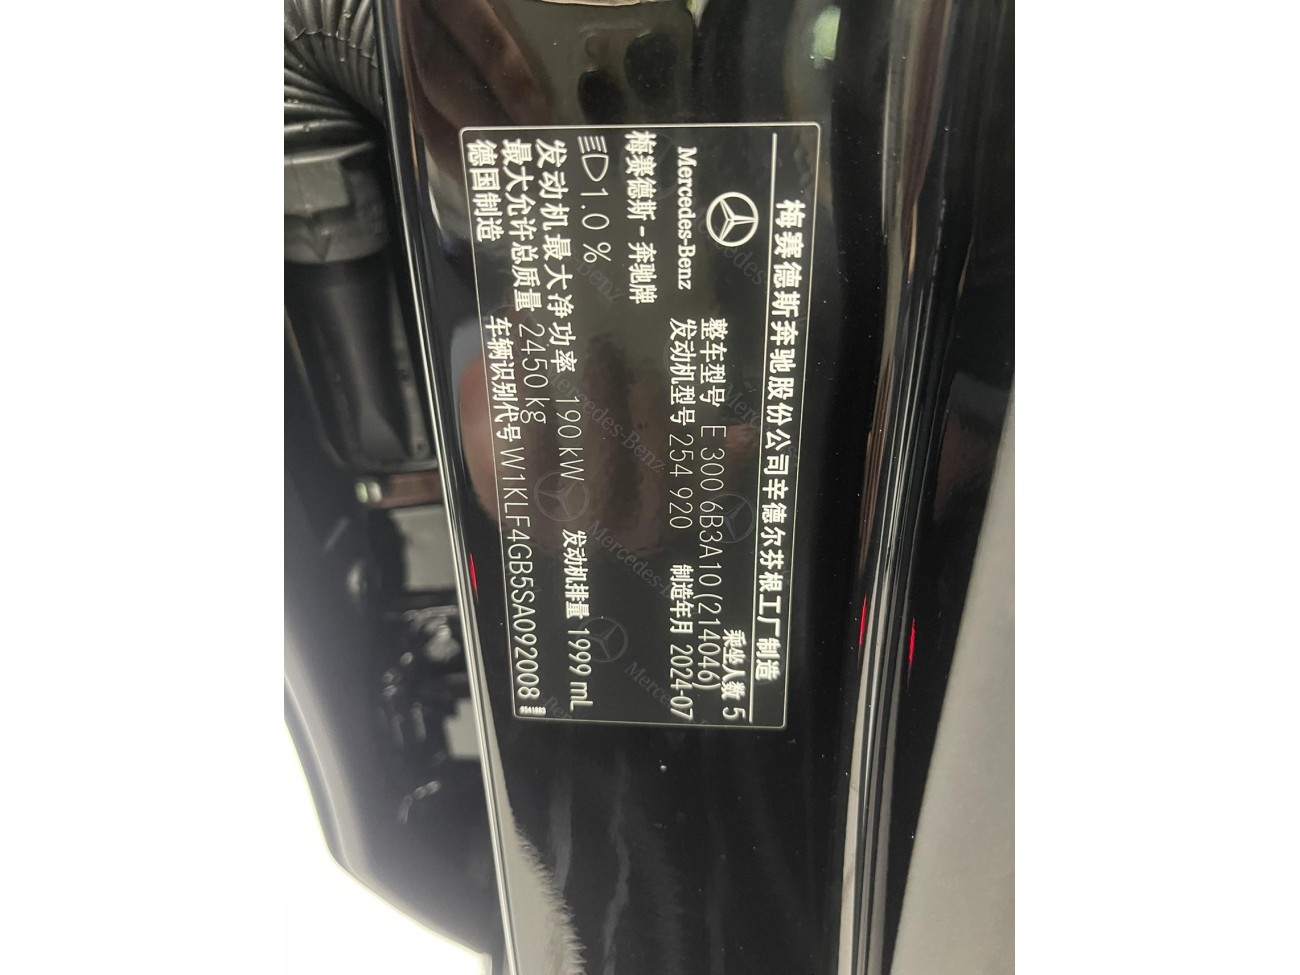 梅赛德斯奔驰股份公司辛德尔芬根工厂制造
乘坐人数 5
Mercedes-Benz
整车型号 E 300 6B3A10 (214046)
发动机型号 254 920 制造年月 2024-07
梅赛德斯-奔驰牌
1.0 %
发动机最大净功率 190 kW 发动机排量 1999 mL
最大允许总质量 2450 kg
德国制造 车辆识别代号 W1KLF4GB5SA092008